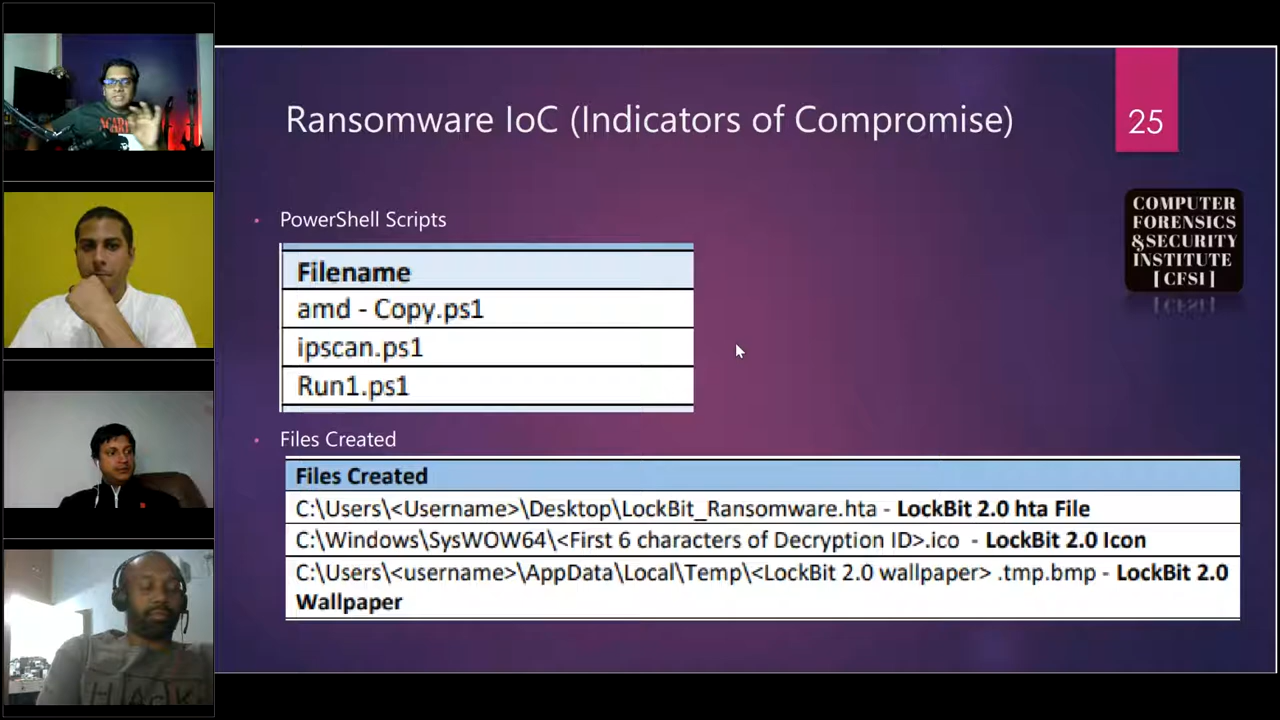 Ransomware IoC (Indicators of Compromise)
25
COMPUTER
FORENSICS
&SECURITY
INSTITUTE
[ CFSI ]
PowerShell Scripts
Filename
amd - Copy.ps1
ipscan.ps1
Run1.ps1
Files Created
Files Created
C:\Users\<Username>\Desktop\LockBit_Ransomware.hta - LockBit 2.0 hta File
C:\Windows\SysWOW64\<First 6 characters of Decryption ID>.ico - LockBit 2.0 Icon
C:\Users\<username>\AppData\Local\Temp\<LockBit 2.0 wallpaper> .tmp.bmp - LockBit 2.0
Wallpaper